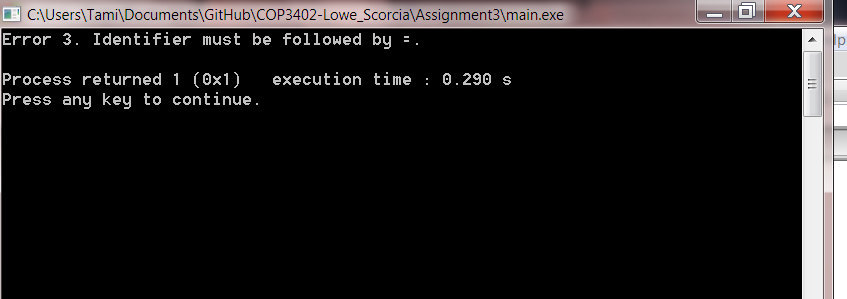 C:\Users\Tami\Documents\GitHub\COP3402-Lowe_Scorcia\Assignment3\main.exe
Error 3. Identifier must be followed by =.
Process returned 1 (0x1)   execution time : 0.290 s
Press any key to continue.